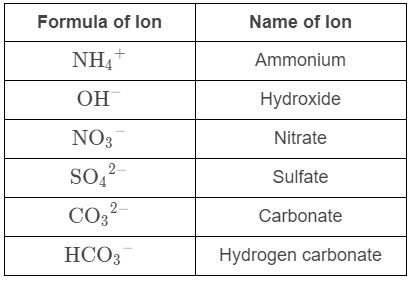 Formula of Ion Name of Ion
NH₄⁺ Ammonium
OH⁻ Hydroxide
NO₃⁻ Nitrate
SO₄²⁻ Sulfate
CO₃²⁻ Carbonate
HCO₃⁻ Hydrogen carbonate